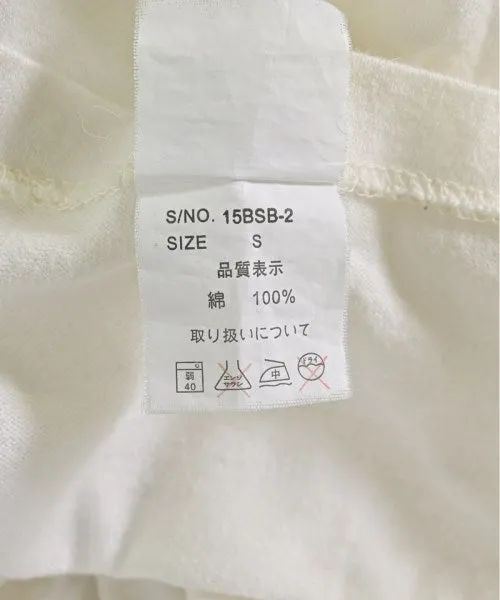 S/NO. 15BSB-2
SIZE S
品質表示
綿 100%
取り扱いについて
弱 40
エンソ サラシ
中
ドライ